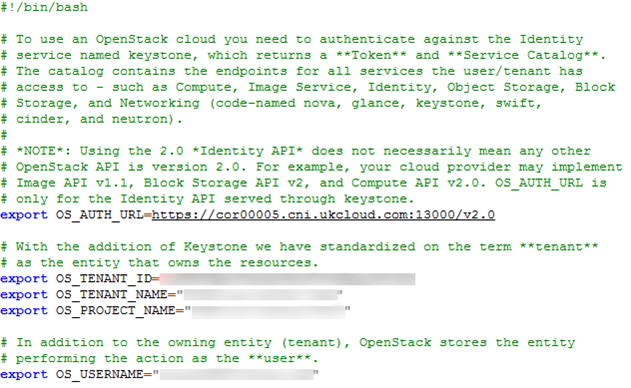 #!/bin/bash
# To use an OpenStack cloud you need to authenticate against the Identity
# service named keystone, which returns a **Token** and **Service Catalog**.
# The catalog contains the endpoints for all services the user/tenant has
# access to - such as Compute, Image Service, Identity, Object Storage, Block
# Storage, and Networking (code-named nova, glance, keystone, swift,
# cinder, and neutron).
#
# *NOTE*: Using the 2.0 *Identity API* does not necessarily mean any other
# OpenStack API is version 2.0. For example, your cloud provider may implement
# Image API v1.1, Block Storage API v2, and Compute API v2.0. OS_AUTH_URL is
# only for the Identity API served through keystone.
export OS_AUTH_URL=https://cor00005.cni.ukcloud.com:13000/v2.0
# With the addition of Keystone we have standardized on the term **tenant**
# as the entity that owns the resources.
export OS_TENANT_ID=
export OS_TENANT_NAME=" "
export OS_PROJECT_NAME=" "
# In addition to the owning entity (tenant), OpenStack stores the entity
# performing the action as the **user**.
export OS_USERNAME=" "